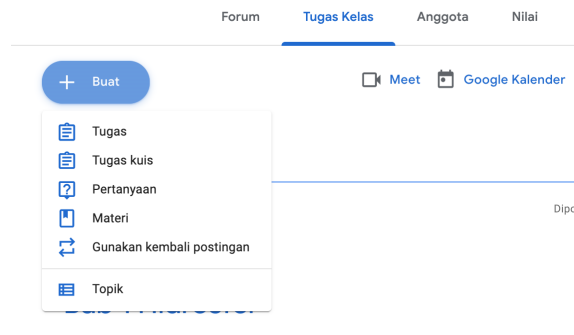 Forum Tugas Kelas Anggota Nilai
Buat
Meet Google Kalender
Tugas
Tugas kuis
Pertanyaan
Materi
Gunakan kembali postingan
Topik